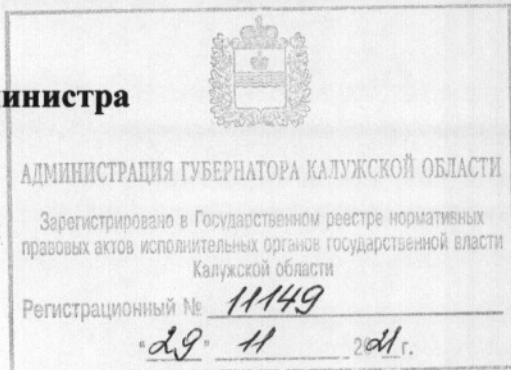 министра
АДМИНИСТРАЦИЯ ГУБЕРНАТОРА КАЛУЖСКОЙ ОБЛАСТИ
Зарегистрировано в Государственном реестре нормативных
правовых актов исполнительных органов государственной власти
Калужской области
Регистрационный № 11149
"29" 11 2021 г.